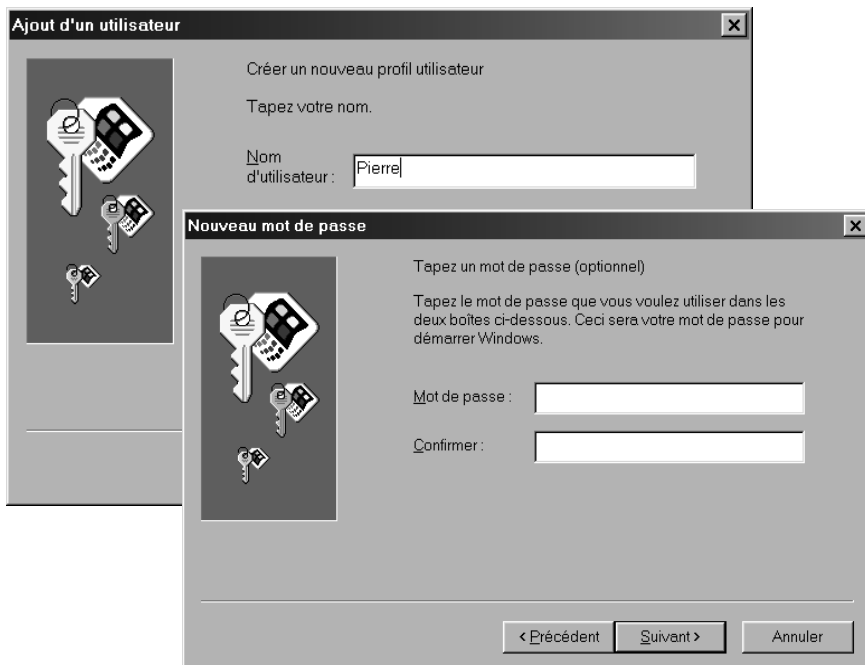 Ajout d'un utilisateur
Créer un nouveau profil utilisateur
Tapez votre nom.
Nom
d'utilisateur :
Pierre
Nouveau mot de passe
Tapez un mot de passe (optionnel)
Tapez le mot de passe que vous voulez utiliser dans les
deux boîtes ci-dessous. Ceci sera votre mot de passe pour
démarrer Windows.
Mot de passe :
Confirmer :
< Précédent
Suivant >
Annuler